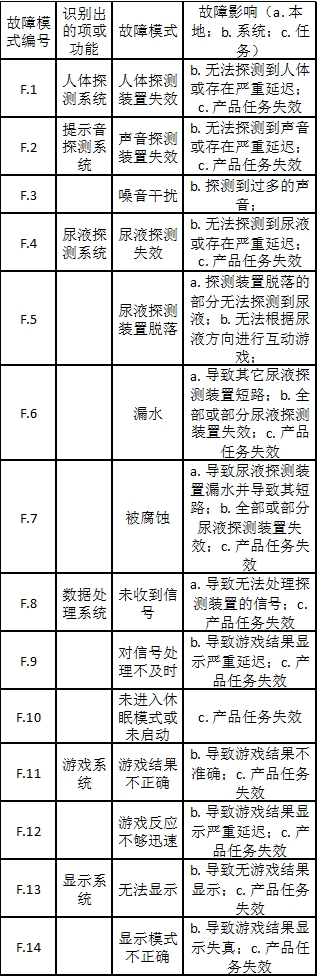 故障模
式编号
识别出
的项或
功能
故障模式
故障影响（a. 本
地；b. 系统；c. 任
务）
F.1
人体探
测系统
人体探测
装置失效
b. 无法探测到人体
或存在严重延迟；
c. 产品任务失效
F.2
提示音
探测系
统
声音探测
装置失效
b. 无法探测到声音
或存在严重延迟；
c. 产品任务失效
F.3
噪音干扰
b. 探测到过多的声
音；
F.4
尿液探
测系统
尿液探测
失效
b. 无法探测到尿液
或存在严重延迟；
c. 产品任务失效
F.5
尿液探测
装置脱落
a. 探测装置脱落的
部分无法探测到尿
液；b. 无法根据尿
液方向进行互动游
戏；
F.6
漏水
a. 导致其它尿液探
测装置短路；b. 全
部或部分尿液探测
装置失效；c. 产品
任务失效
F.7
被腐蚀
a. 导致尿液探测装
置漏水并导致其短
路；b. 全部或部分
尿液探测装置失
效；c. 产品任务失
效
F.8
数据处
理系统
未收到信
号
a. 导致无法处理探
测装置的信号；c.
产品任务失效
F.9
对信号处
理不及时
b. 导致游戏结果显
示严重延迟；c. 产
品任务失效
F.10
未进入休
眠模式或
未启动
c. 产品任务失效
F.11
游戏系
统
游戏结果
不正确
b. 导致游戏结果不
准确；c. 产品任务
失效
F.12
游戏反应
不够迅速
b. 导致游戏结果显
示严重延迟；c. 产
品任务失效
F.13
显示系
统
无法显示
b. 导致无游戏结果
显示；c. 产品任务
失效
F.14
显示模式
不正确
b. 导致游戏结果显
示失真；c. 产品任
务失效